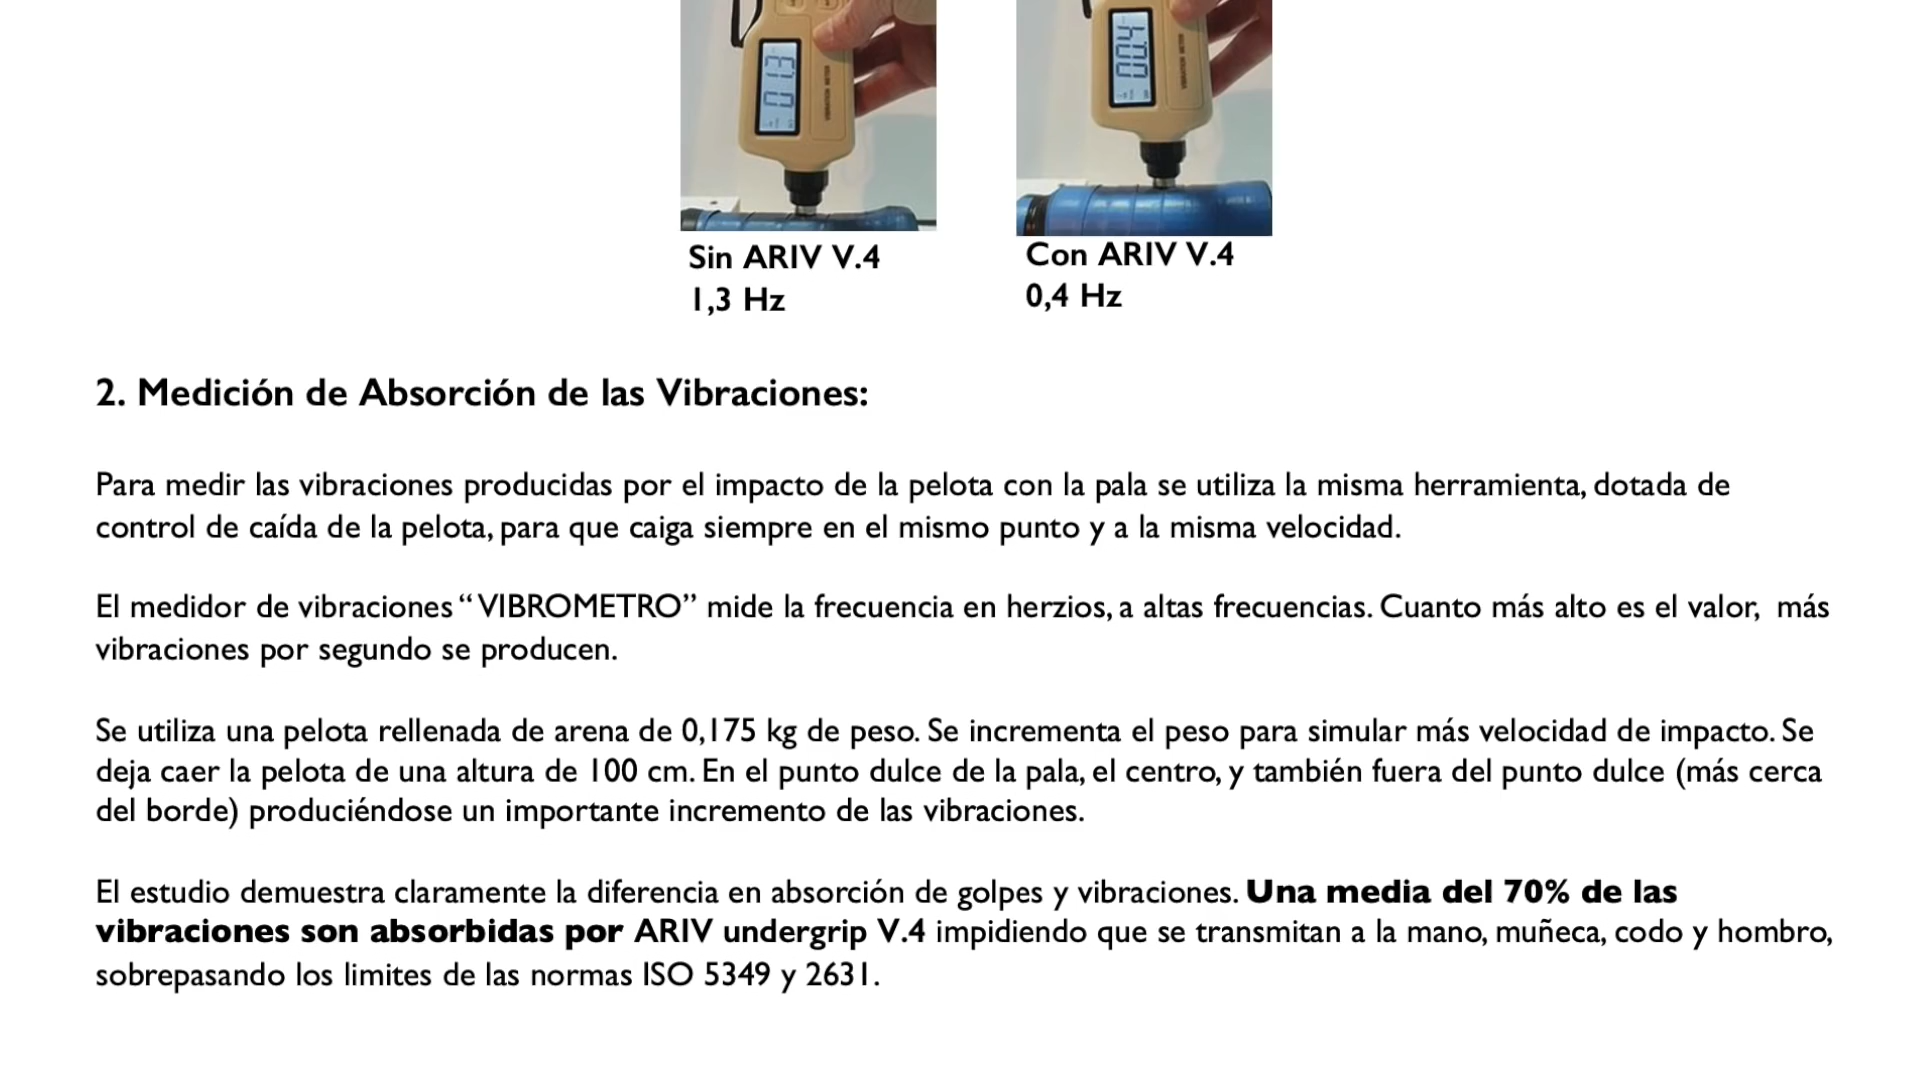 01.3
VIBRATION METER
00.4
VIBRATION METER
Sin ARIV V.4
1,3 Hz
Con ARIV V.4
0,4 Hz
2. Medición de Absorción de las Vibraciones:
Para medir las vibraciones producidas por el impacto de la pelota con la pala se utiliza la misma herramienta, dotada de
control de caída de la pelota, para que caiga siempre en el mismo punto y a la misma velocidad.
El medidor de vibraciones “VIBROMETRO” mide la frecuencia en herzios, a altas frecuencias. Cuanto más alto es el valor, más
vibraciones por segundo se producen.
Se utiliza una pelota rellenada de arena de 0,175 kg de peso. Se incrementa el peso para simular más velocidad de impacto. Se
deja caer la pelota de una altura de 100 cm. En el punto dulce de la pala, el centro, y también fuera del punto dulce (más cerca
del borde) produciéndose un importante incremento de las vibraciones.
El estudio demuestra claramente la diferencia en absorción de golpes y vibraciones. Una media del 70% de las
vibraciones son absorbidas por ARIV undergrip V.4 impidiendo que se transmitan a la mano, muñeca, codo y hombro,
sobrepasando los limites de las normas ISO 5349 y 2631.